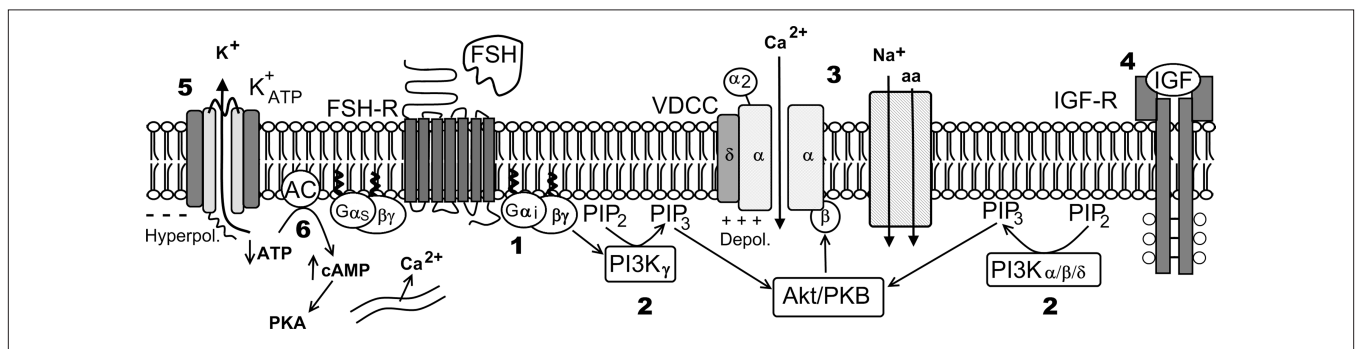 K+
5
K+ATP
FSH-R
FSH
Ca2+
Na+
aa
3
4
IGF
IGF-R
VDCC
α2
δ
α
α
β
AC
Gαs
βγ
Gαi
βγ
PIP2
PIP3
+ + +
Depol.
PIP3
PIP2
- - - -
Hyperpol.
↓ATP
6
↑cAMP
PKA
Ca2+
1
PI3Kγ
2
Akt/PKB
PI3Kα/β/δ
2